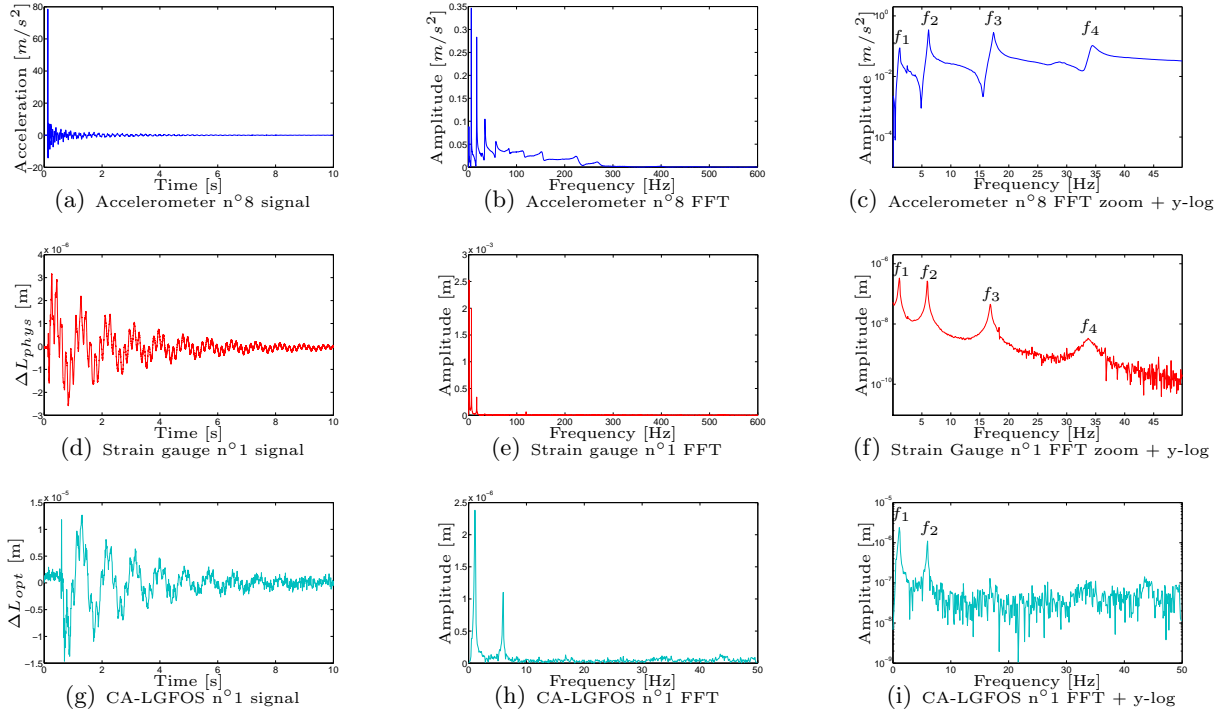 Acceleration [m/s²]
80
60
40
20
0
−20
0 2 4 6 8 10
Time [s]
(a) Accelerometer n°8 signal
Amplitude [m/s²]
0.35
0.3
0.25
0.2
0.15
0.1
0.05
0
0 100 200 300 400 500 600
Frequency [Hz]
(b) Accelerometer n°8 FFT
Amplitude [m/s²]
10⁰
10⁻²
10⁻⁴
f₁ f₂ f₃ f₄
5 10 15 20 25 30 35 40 45
Frequency [Hz]
(c) Accelerometer n°8 FFT zoom + y-log
x 10⁻⁶
ΔLphys [m]
4
3
2
1
0
−1
−2
−3
0 2 4 6 8 10
Time [s]
(d) Strain gauge n°1 signal
x 10⁻³
Amplitude [m]
3
2.5
2
1.5
1
0.5
0
0 100 200 300 400 500 600
Frequency [Hz]
(e) Strain gauge n°1 FFT
Amplitude [m]
10⁻⁶
10⁻⁸
10⁻¹⁰
f₁ f₂ f₃ f₄
5 10 15 20 25 30 35 40 45
Frequency [Hz]
(f) Strain Gauge n°1 FFT zoom + y-log
x 10⁻⁵
ΔLopt [m]
1.5
1
0.5
0
−0.5
−1
−1.5
0 2 4 6 8 10
Time [s]
(g) CA-LGFOS n°1 signal
x 10⁻⁶
Amplitude [m]
2.5
2
1.5
1
0.5
0
0 10 20 30 40 50
Frequency [Hz]
(h) CA-LGFOS n°1 FFT
Amplitude [m]
10⁻⁵
10⁻⁶
10⁻⁷
10⁻⁸
10⁻⁹
f₁ f₂
0 10 20 30 40 50
Frequency [Hz]
(i) CA-LGFOS n°1 FFT + y-log